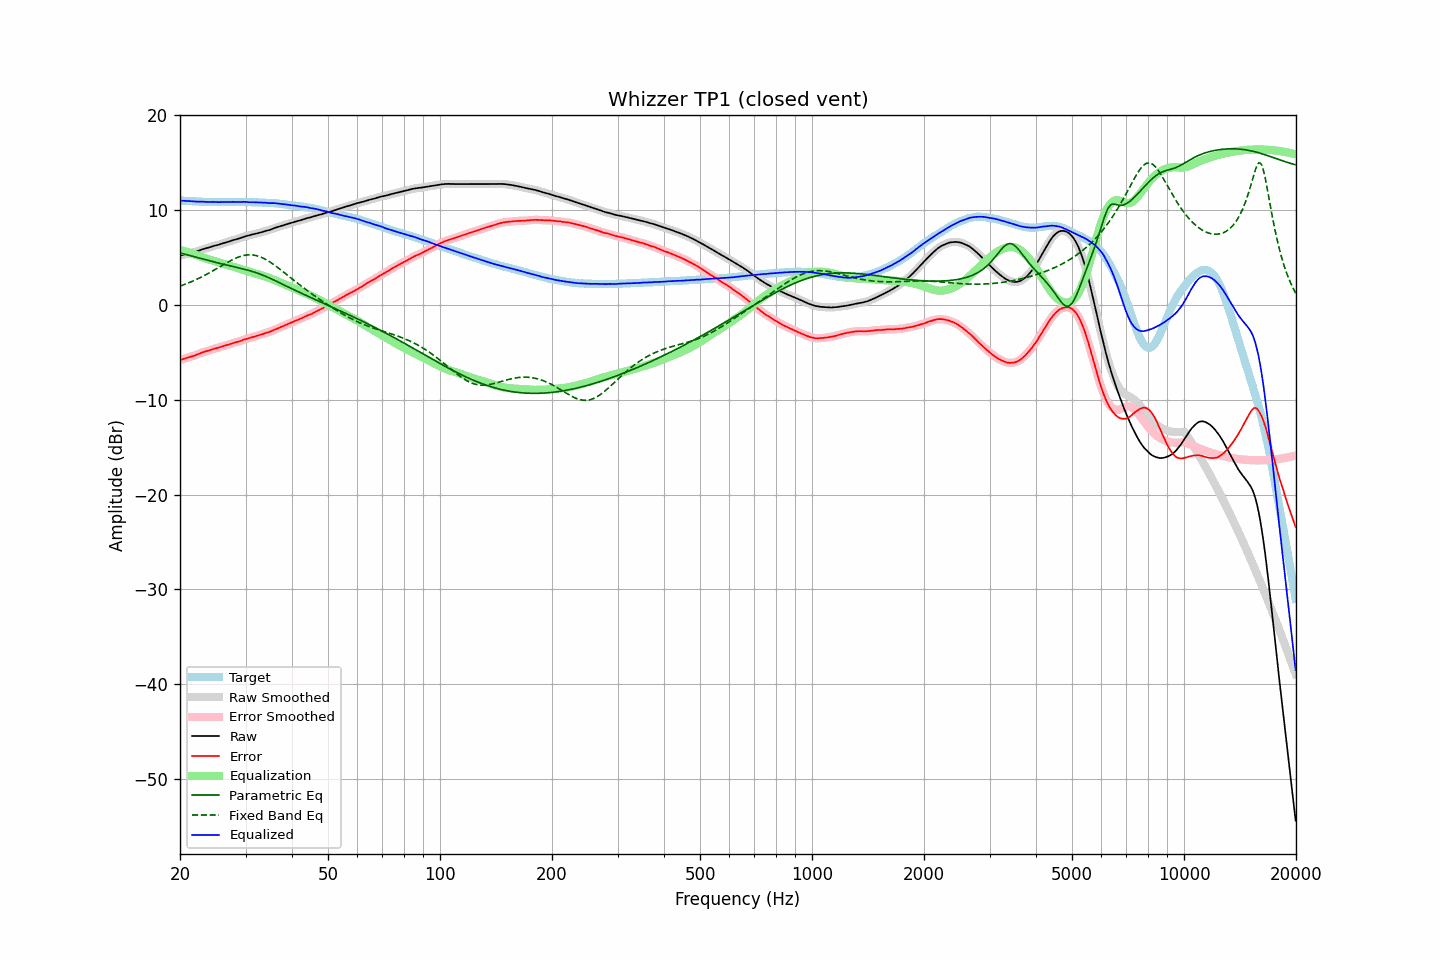 Whizzer TP1 (closed vent)
20
10
0
−10
−20
−30
−40
−50
Amplitude (dBr)
Target
Raw Smoothed
Error Smoothed
Raw
Error
Equalization
Parametric Eq
Fixed Band Eq
Equalized
20 50 100 200 500 1000 2000 5000 10000 20000
Frequency (Hz)